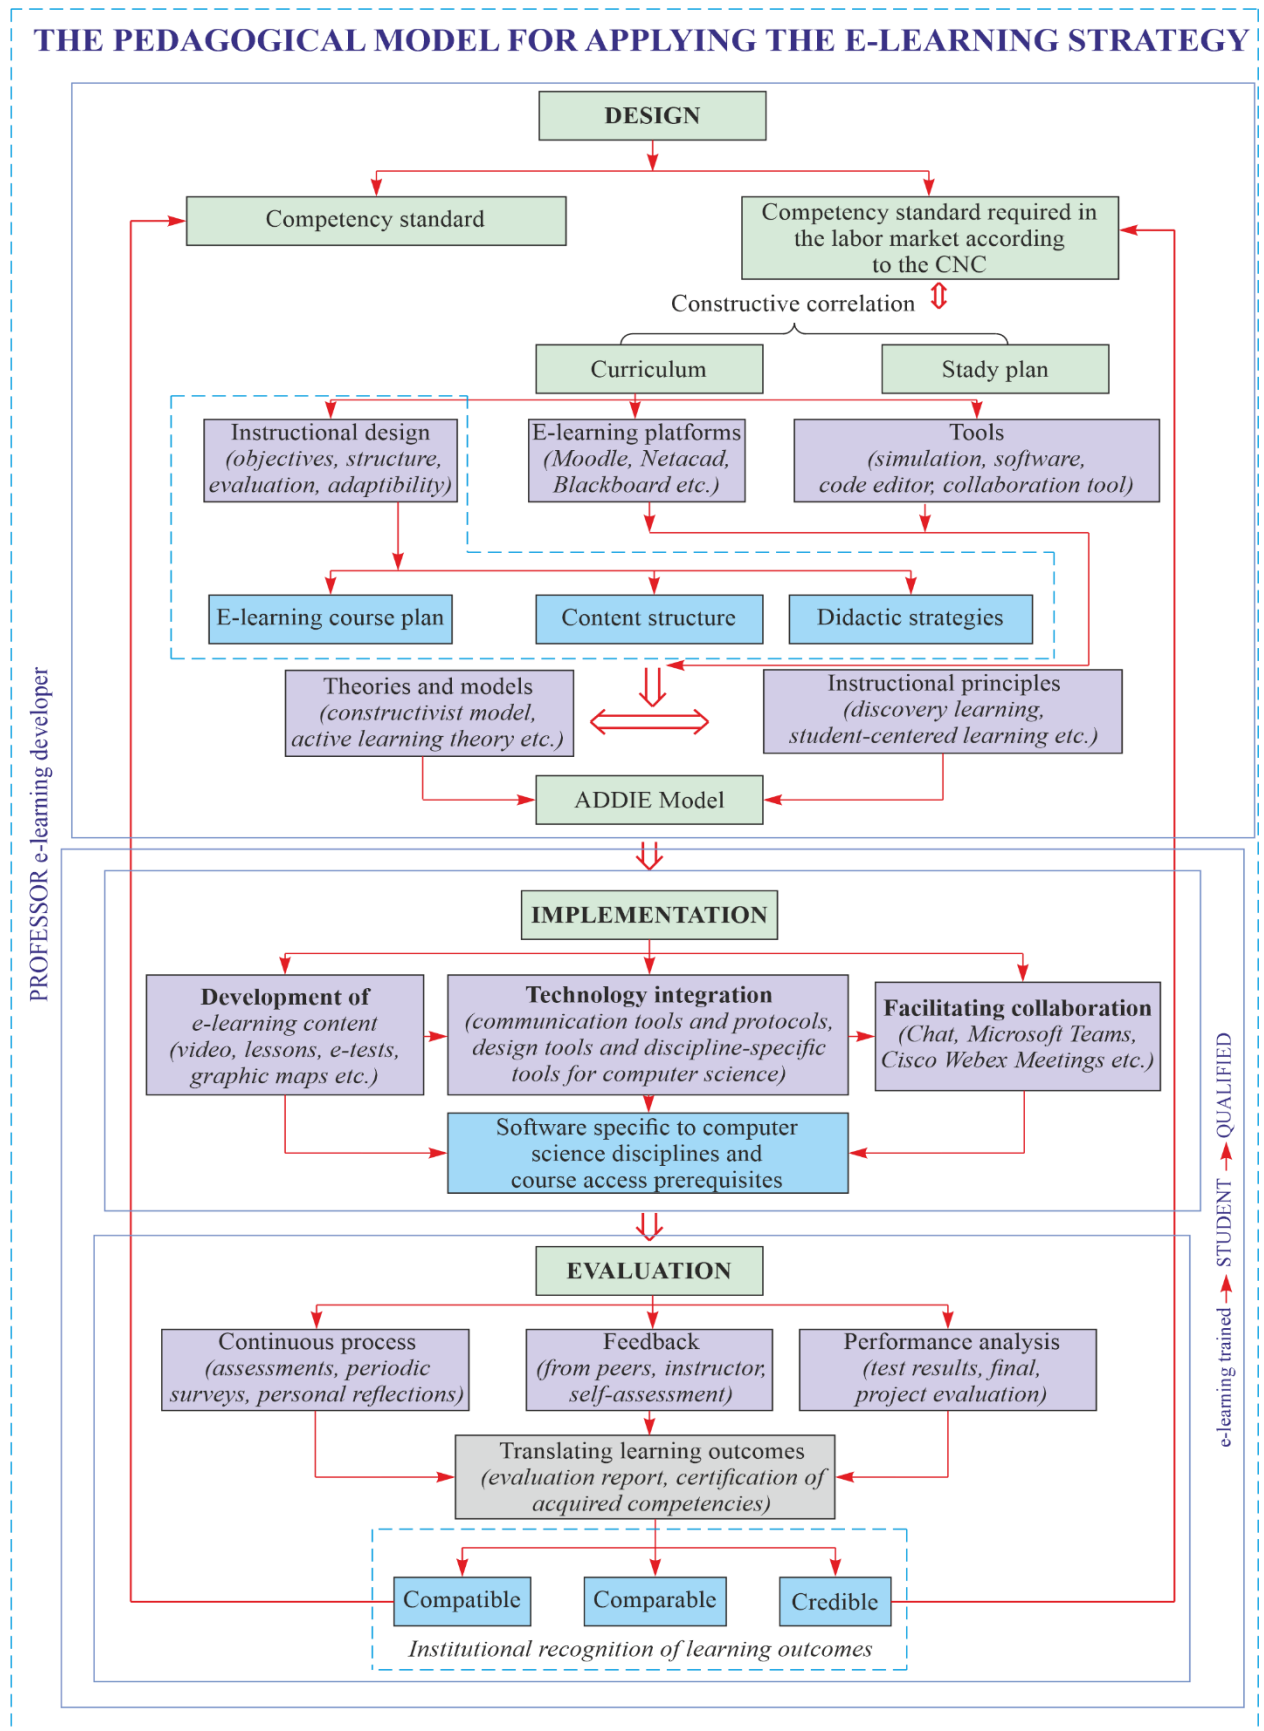 THE PEDAGOGICAL MODEL FOR APPLYING THE E-LEARNING STRATEGY
DESIGN
Competency standard
Competency standard required in
the labor market according
to the CNC
Constructive correlation
Curriculum
Stady plan
Instructional design
(objectives, structure,
evaluation, adaptibility)
E-learning platforms
(Moodle, Netacad,
Blackboard etc.)
Tools
(simulation, software,
code editor, collaboration tool)
E-learning course plan
Content structure
Didactic strategies
Theories and models
(constructivist model,
active learning theory etc.)
Instructional principles
(discovery learning,
student-centered learning etc.)
ADDIE Model
PROFESSOR e-learning developer
IMPLEMENTATION
Development of
e-learning content
(video, lessons, e-tests,
graphic maps etc.)
Technology integration
(communication tools and protocols,
design tools and discipline-specific
tools for computer science)
Facilitating collaboration
(Chat, Microsoft Teams,
Cisco Webex Meetings etc.)
Software specific to computer
science disciplines and
course access prerequisites
e-learning trained STUDENT QUALIFIED
EVALUATION
Continuous process
(assessments, periodic
surveys, personal reflections)
Feedback
(from peers, instructor,
self-assessment)
Performance analysis
(test results, final,
project evaluation)
Translating learning outcomes
(evaluation report, certification of
acquired competencies)
Compatible
Comparable
Credible
Institutional recognition of learning outcomes